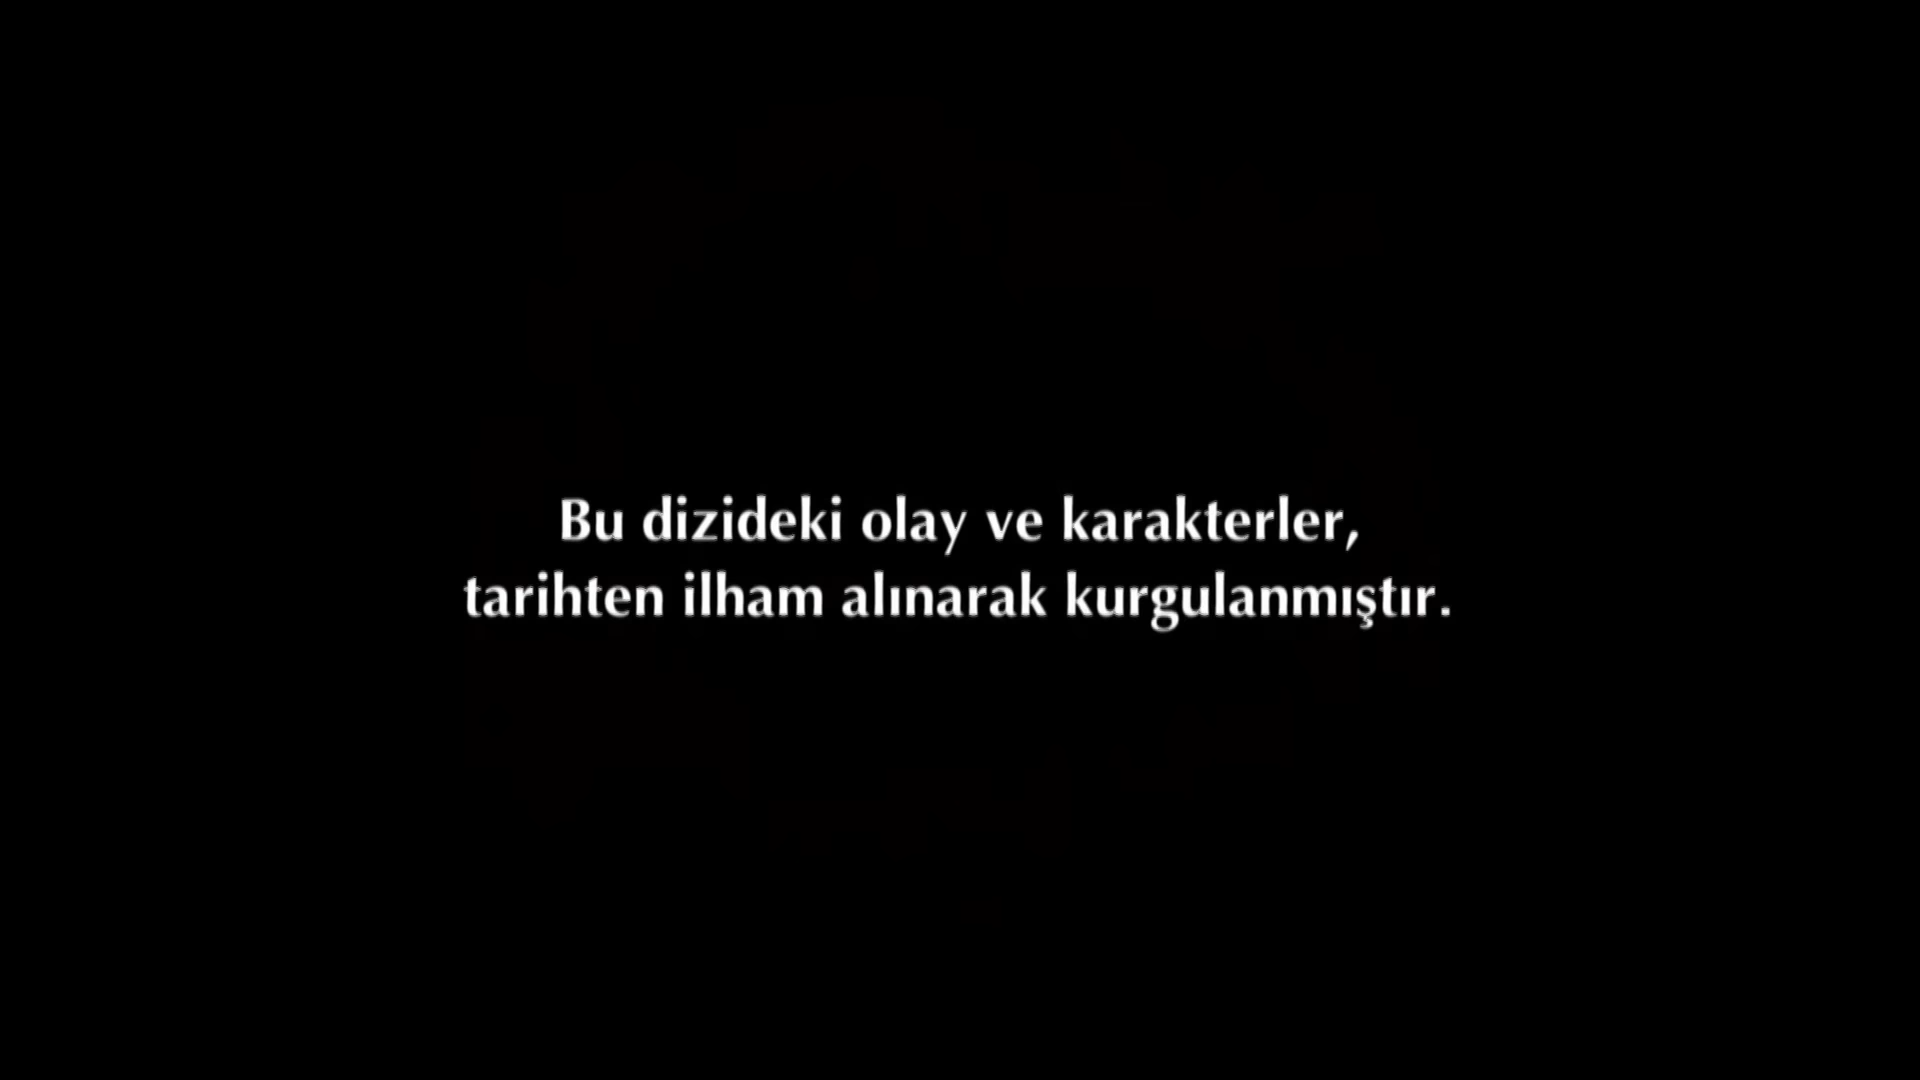 Bu dizideki olay ve karakterler,
tarihten ilham alınarak kurgulanmıştır.